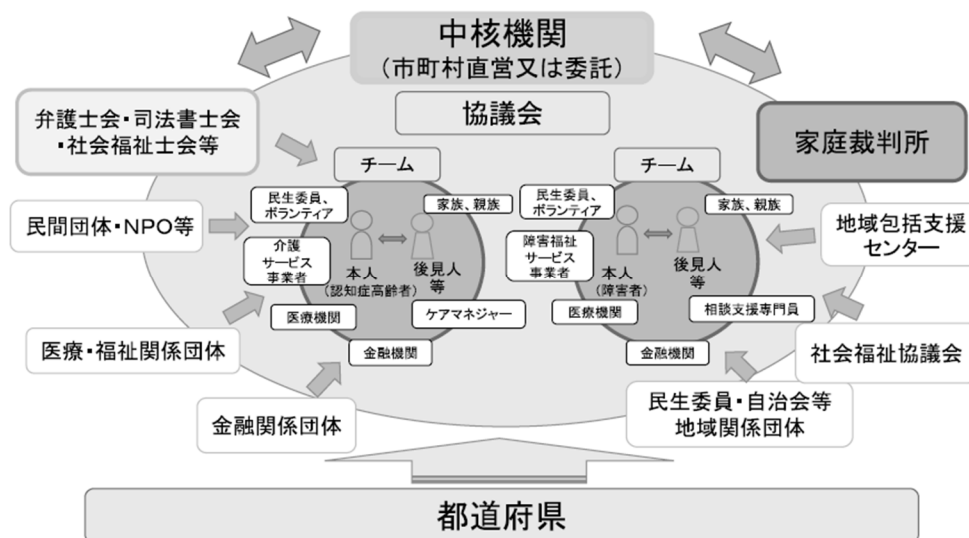 中核機関
（市町村直営又は委託）
協議会
弁護士会・司法書士会
・社会福祉士会等
家庭裁判所
チーム
民生委員、
ボランティア
家族、親族
介護
サービス
事業者
本人
（認知症高齢者）
後見人
等
医療機関
ケアマネジャー
金融機関
チーム
民生委員、
ボランティア
家族、親族
障害福祉
サービス
事業者
本人
（障害者）
後見人
等
医療機関
相談支援専門員
金融機関
民間団体・NPO等
地域包括支援
センター
医療・福祉関係団体
社会福祉協議会
金融関係団体
民生委員・自治会等
地域関係団体
都道府県